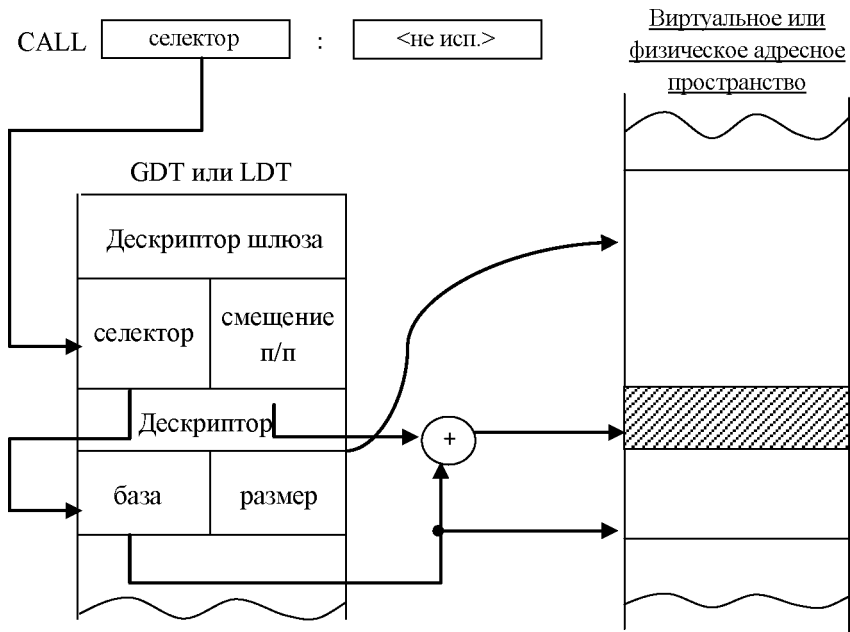 CALL селектор : <не исп.>
Виртуальное или
физическое адресное
пространство
GDT или LDT
Дескриптор шлюза
селектор
смещение
п/п
Дескриптор
+
база
размер